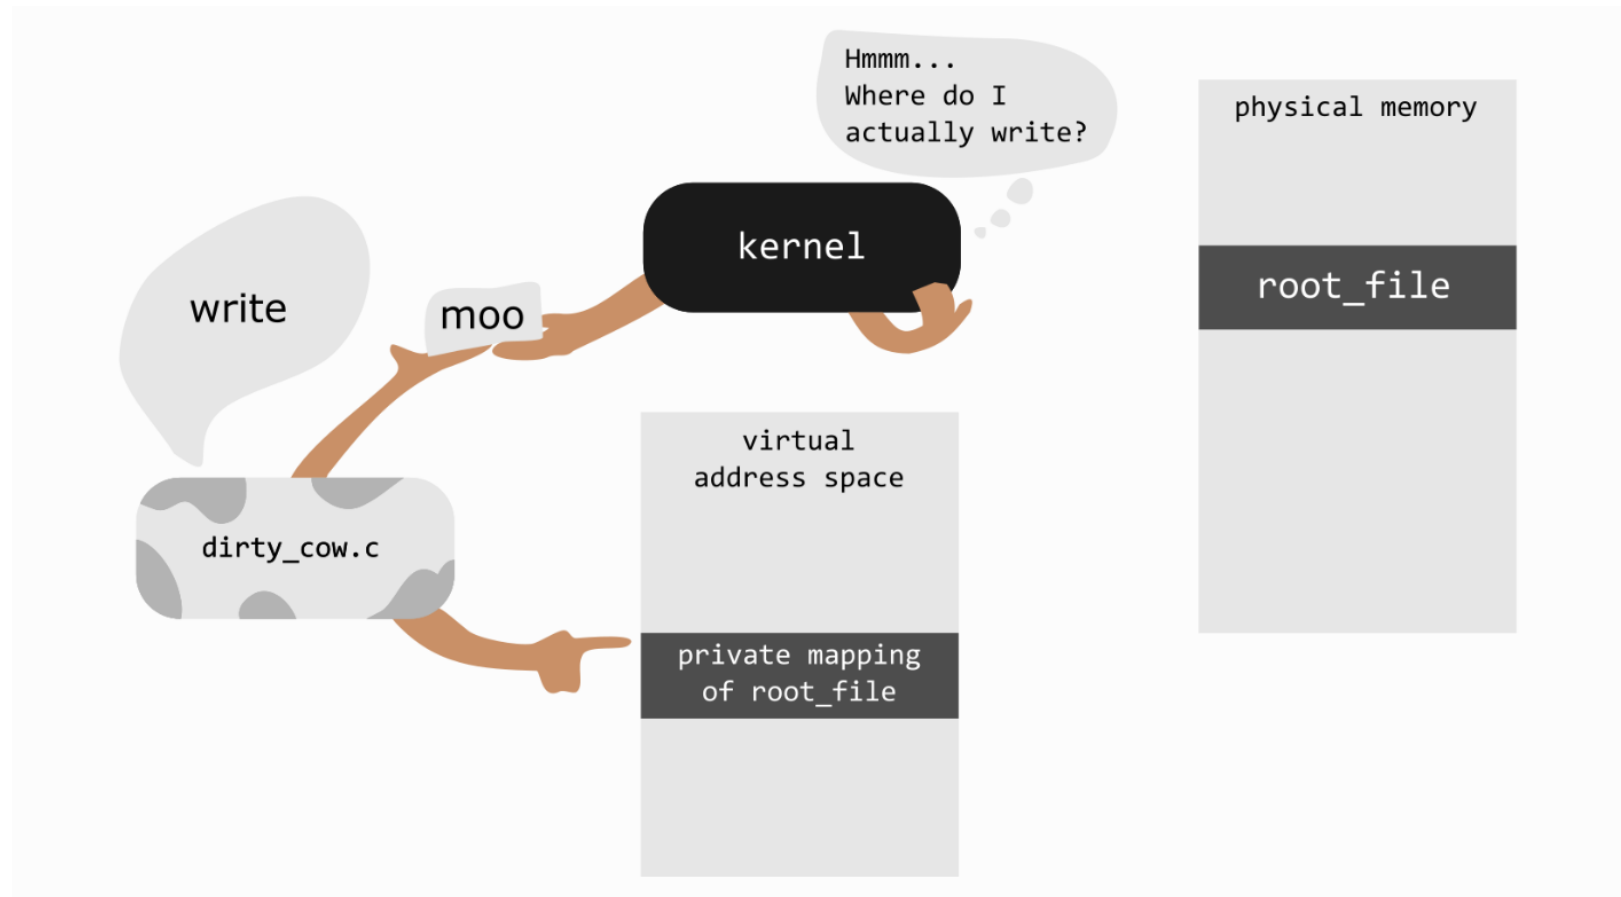 Hmmm...
Where do I
actually write?
physical memory
kernel
root_file
write
moo
virtual
address space
dirty_cow.c
private mapping
of root_file